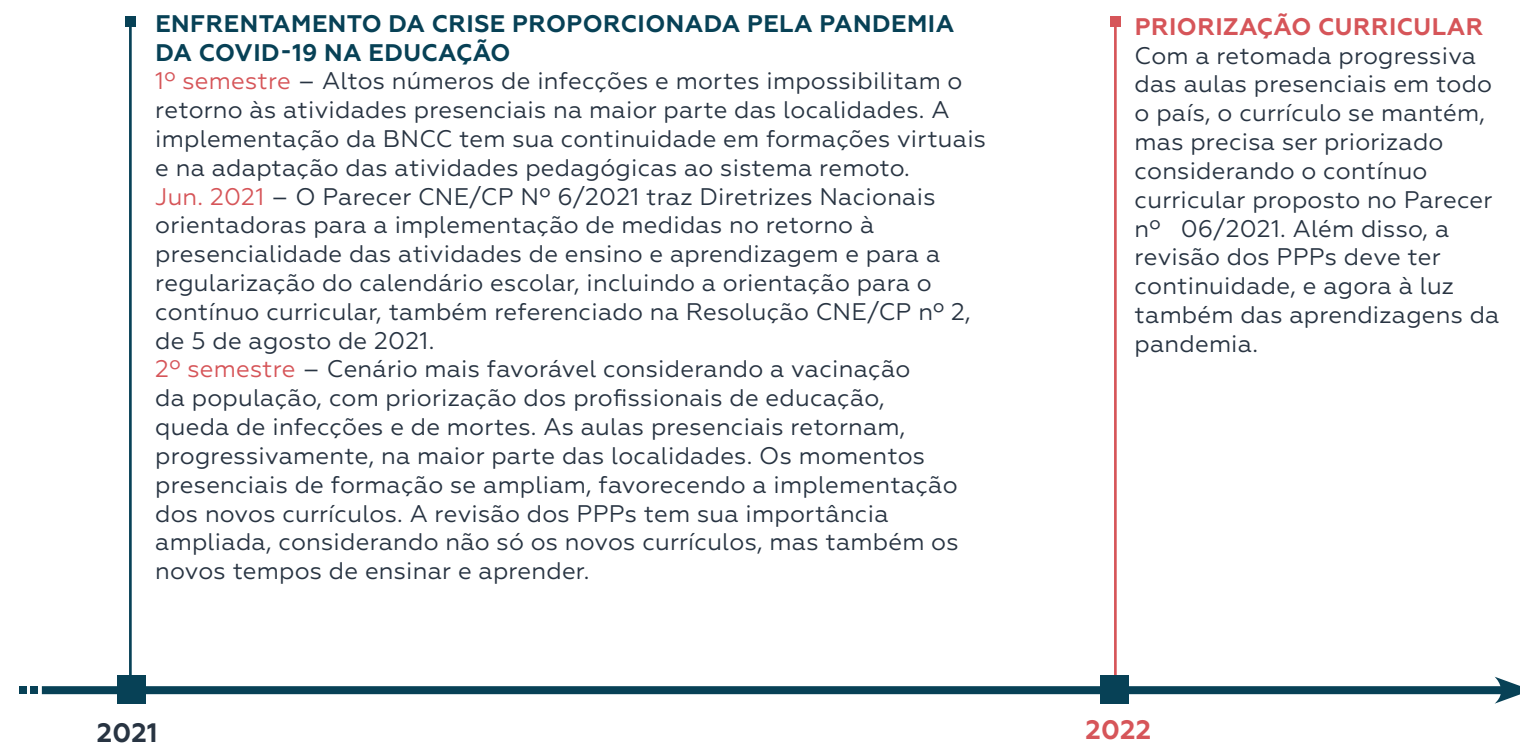 ENFRENTAMENTO DA CRISE PROPORCIONADA PELA PANDEMIA
DA COVID-19 NA EDUCAÇÃO
1º semestre – Altos números de infecções e mortes impossibilitam o
retorno às atividades presenciais na maior parte das localidades. A
implementação da BNCC tem sua continuidade em formações virtuais
e na adaptação das atividades pedagógicas ao sistema remoto.
Jun. 2021 – O Parecer CNE/CP Nº 6/2021 traz Diretrizes Nacionais
orientadoras para a implementação de medidas no retorno à
presencialidade das atividades de ensino e aprendizagem e para a
regularização do calendário escolar, incluindo a orientação para o
contínuo curricular, também referenciado na Resolução CNE/CP nº 2,
de 5 de agosto de 2021.
2º semestre – Cenário mais favorável considerando a vacinação
da população, com priorização dos profissionais de educação,
queda de infecções e de mortes. As aulas presenciais retornam,
progressivamente, na maior parte das localidades. Os momentos
presenciais de formação se ampliam, favorecendo a implementação
dos novos currículos. A revisão dos PPPs tem sua importância
ampliada, considerando não só os novos currículos, mas também os
novos tempos de ensinar e aprender.
2021
PRIORIZAÇÃO CURRICULAR
Com a retomada progressiva
das aulas presenciais em todo
o país, o currículo se mantém,
mas precisa ser priorizado
considerando o contínuo
curricular proposto no Parecer
nº 06/2021. Além disso, a
revisão dos PPPs deve ter
continuidade, e agora à luz
também das aprendizagens da
pandemia.
2022